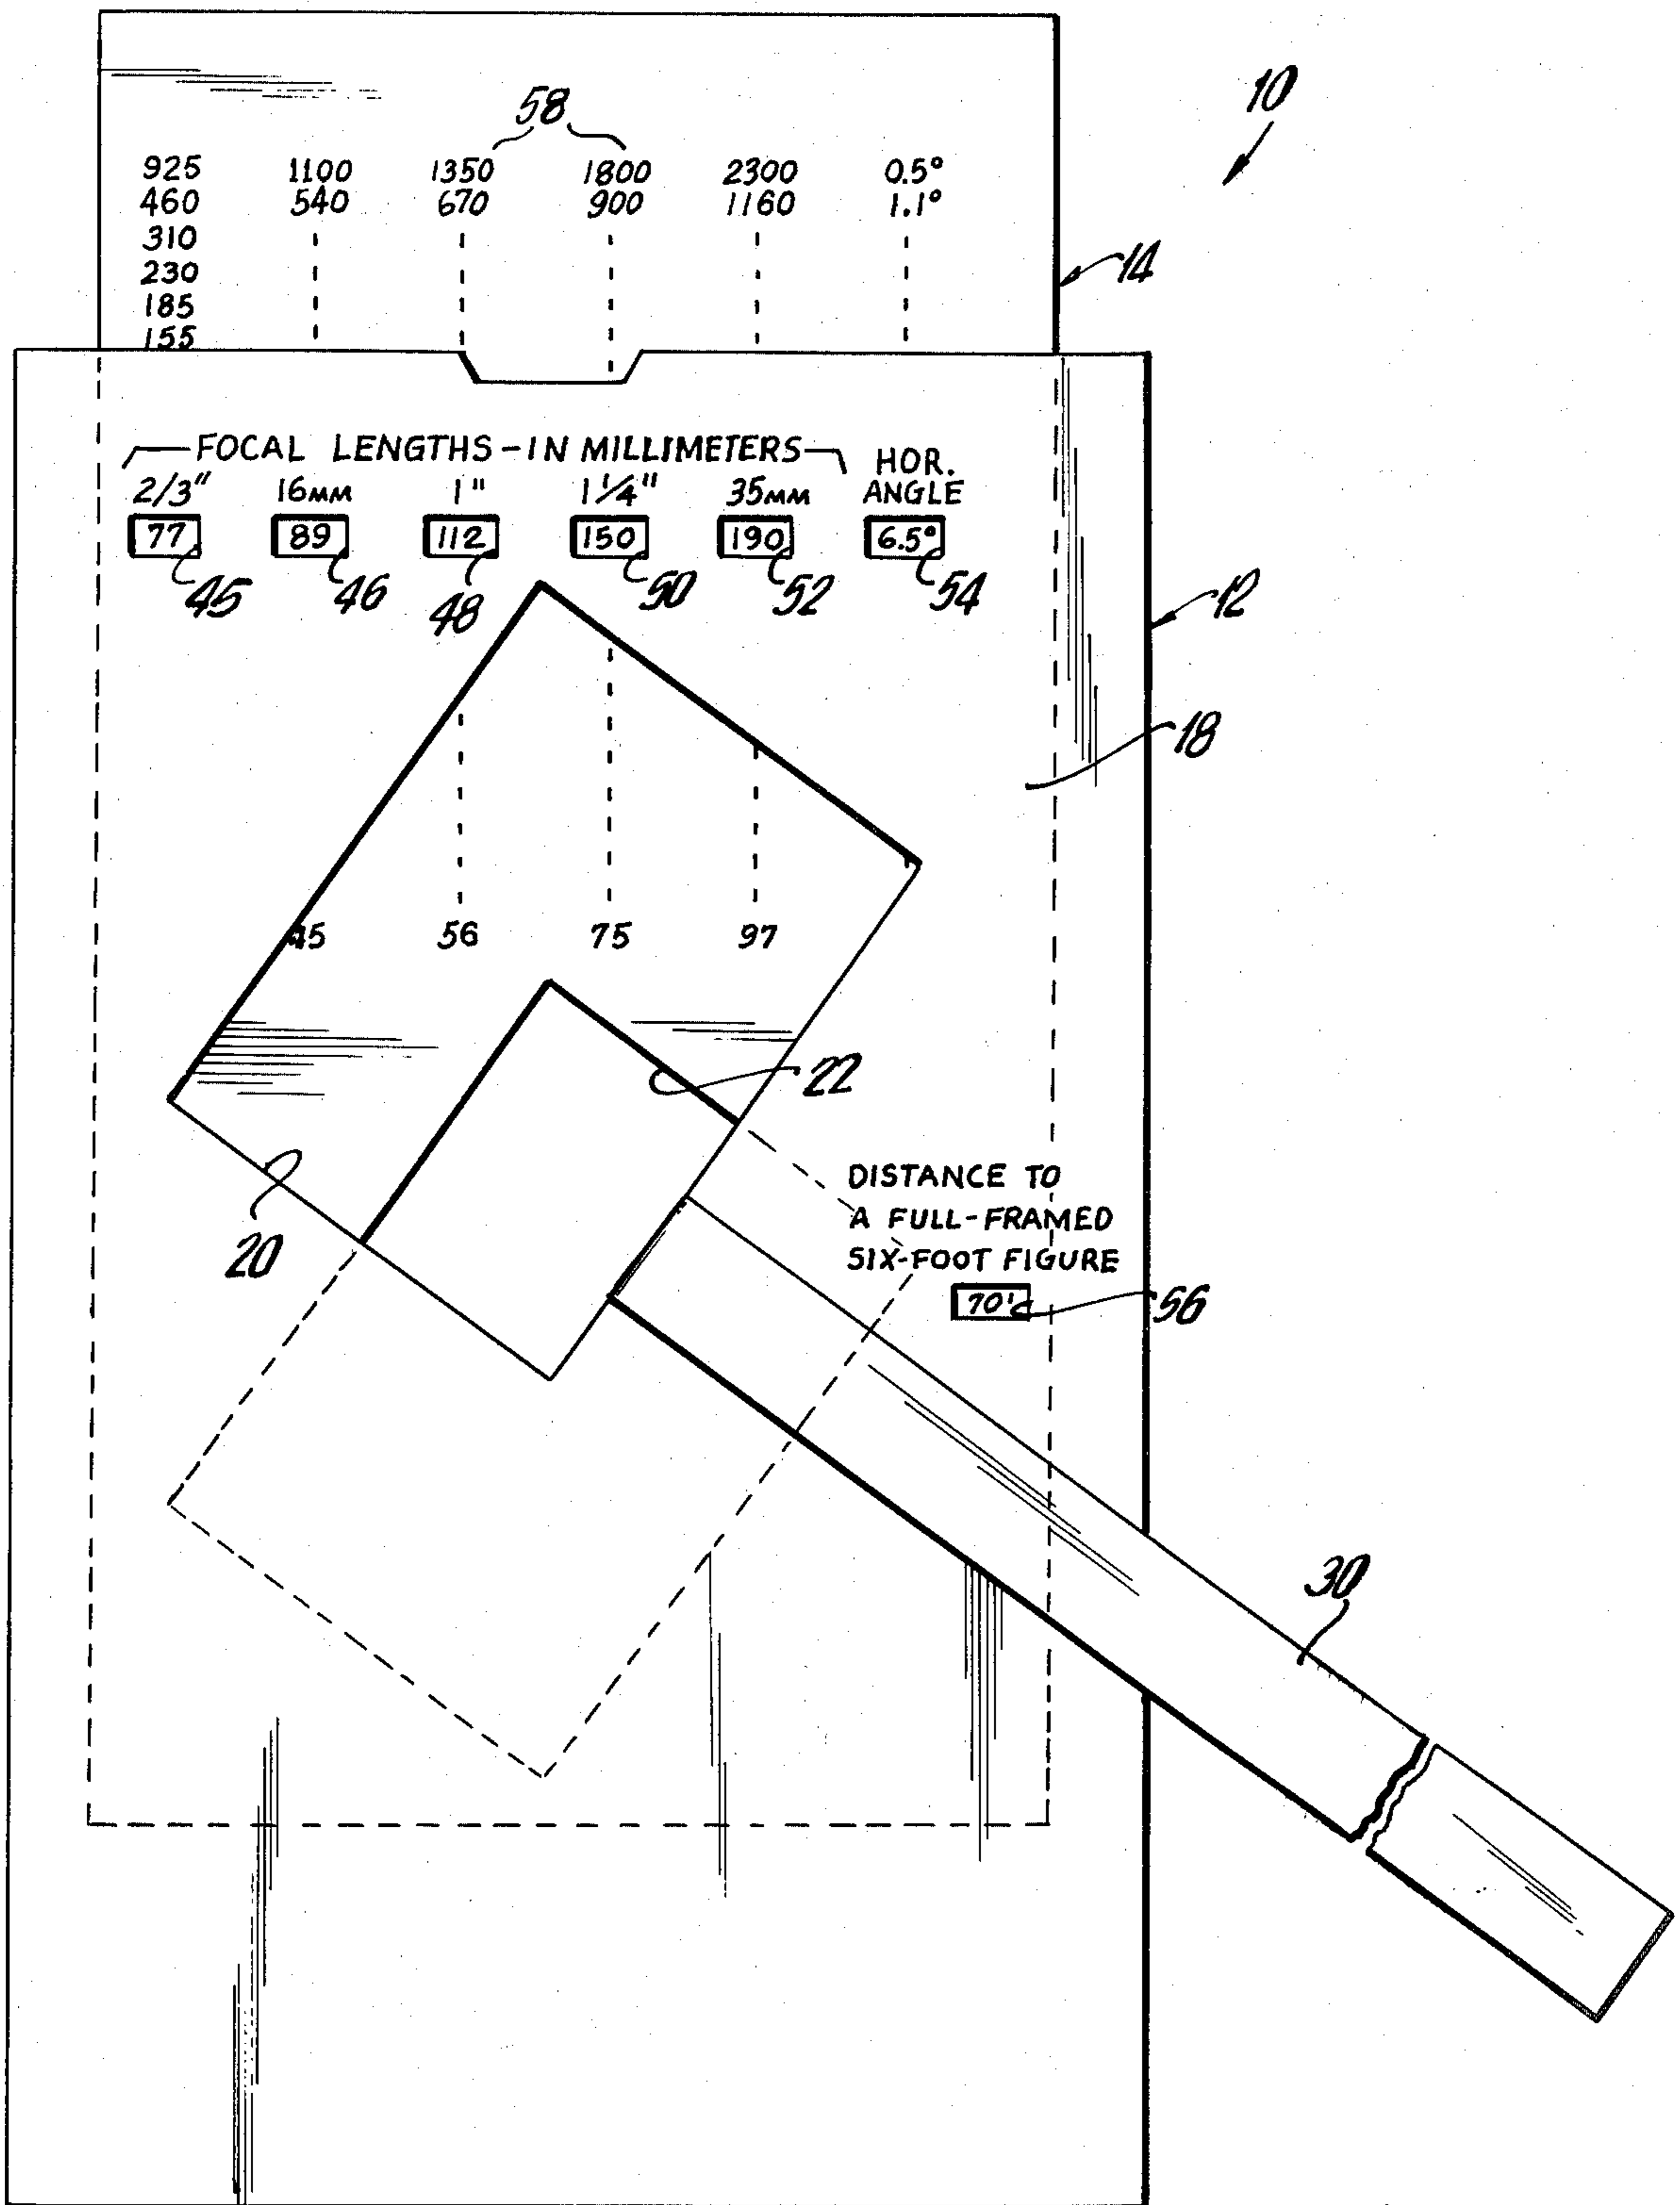 10
58
925 1100 1350 1800 2300 0.5°
460 540 670 900 1160 1.1°
310
230
185
155
14
FOCAL LENGTHS - IN MILLIMETERS HOR.
2/3" 16MM 1" 1 1/4" 35MM ANGLE
77 89 112 150 190 6.5°
45 46 48 50 52 54
12
18
45 56 75 97
22
20
DISTANCE TO
A FULL-FRAMED
SIX-FOOT FIGURE
70'
56
30